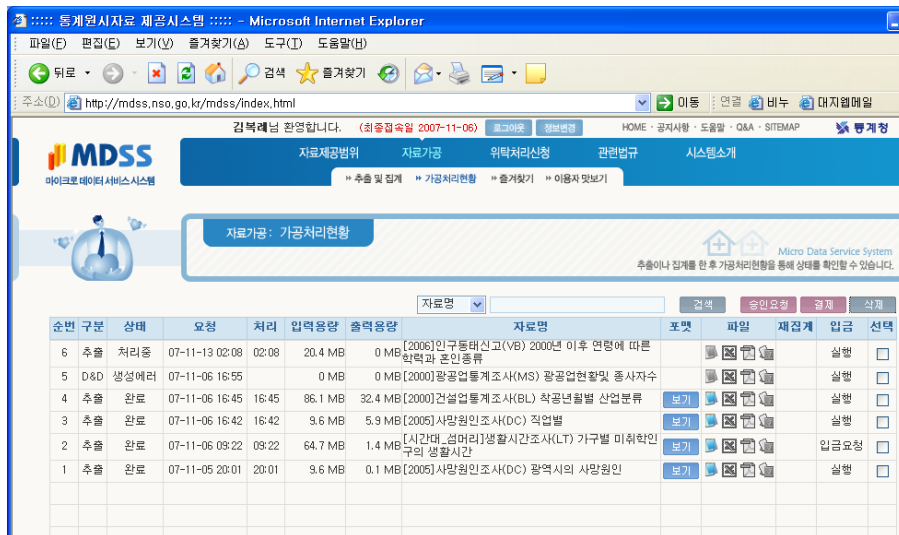 ::::: 통계원시자료 제공시스템 ::::: - Microsoft Internet Explorer
파일(F) 편집(E) 보기(V) 즐겨찾기(A) 도구(T) 도움말(H)
뒤로 검색 즐겨찾기
주소(D) http://mdss.nso.go.kr/mdss/index.html 이동 연결 비누 대지웹메일
김복례님 환영합니다. (최종접속일 2007-11-06) 로그아웃 정보변경 HOME · 공지사항 · 도움말 · Q&A · SITEMAP 통계청
MDSS
마이크로 데이터 서비스 시스템
자료제공범위 자료가공 위탁처리신청 관련법규 시스템소개
추출 및 집계 가공처리현황 즐겨찾기 이용자 맛보기
자료가공 : 가공처리현황
Micro Data Service System
추출이나 집계를 한 후 가공처리현황을 통해 상태를 확인할 수 있습니다.
자료명 검색 승인요청 결제 삭제
순번 구분 상태 요청 처리 입력용량 출력용량 자료명 포맷 파일 재집계 입금 선택
6 추출 처리중 07-11-13 02:08 02:08 20.4 MB 0 MB [2006]인구동태신고(VB) 2000년 이후 연령에 따른
학력과 혼인종류 실행
5 D&D 생성에러 07-11-06 16:55 0 MB 0 MB [2000]광공업통계조사(MS) 광공업현황및 종사자수 실행
4 추출 완료 07-11-06 16:45 16:45 86.1 MB 32.4 MB [2000]건설업통계조사(BL) 착공년월별 산업분류 보기 실행
3 추출 완료 07-11-06 16:42 16:42 9.6 MB 5.9 MB [2005]사망원인조사(DC) 직업별 보기 실행
2 추출 완료 07-11-06 09:22 09:22 64.7 MB 1.4 MB [시간대_섬머리]생활시간조사(LT) 가구별 미취학인
구의 생활시간 보기 입금요청
1 추출 완료 07-11-05 20:01 20:01 9.6 MB 0.1 MB [2005]사망원인조사(DC) 광역시의 사망원인 보기 실행